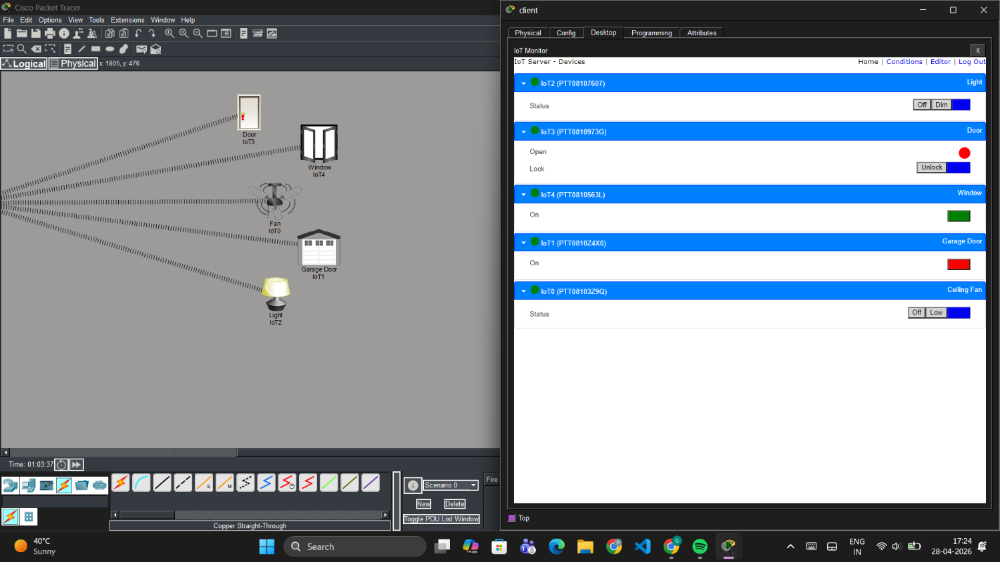 Cisco Packet Tracer
File Edit Options View Tools Extensions Window Help
Logical Physical x: 1805, y: 476
Door
IoT3
Window
IoT4
Fan
IoT0
Garage Door
IoT1
Light
IoT2
Time: 01:03:37
S
M
Copper Straight-Through
Scenario 0
New Delete
Toggle PDU List Window
Fire
client
Physical Config Desktop Programming Attributes
IoT Monitor
X
IoT Server - Devices
Home | Conditions | Editor | Log Out
IoT2 (PTT08107607) Light
Status Off Dim
IoT3 (PTT0810973G) Door
Open
Lock Unlock
IoT4 (PTT0810563L) Window
On
IoT1 (PTT0810Z4X0) Garage Door
On
IoT0 (PTT08103Z9Q) Ceiling Fan
Status Off Low
Top
40°C
Sunny
Search
M365
G
ENG
IN
17:24
28-04-2026